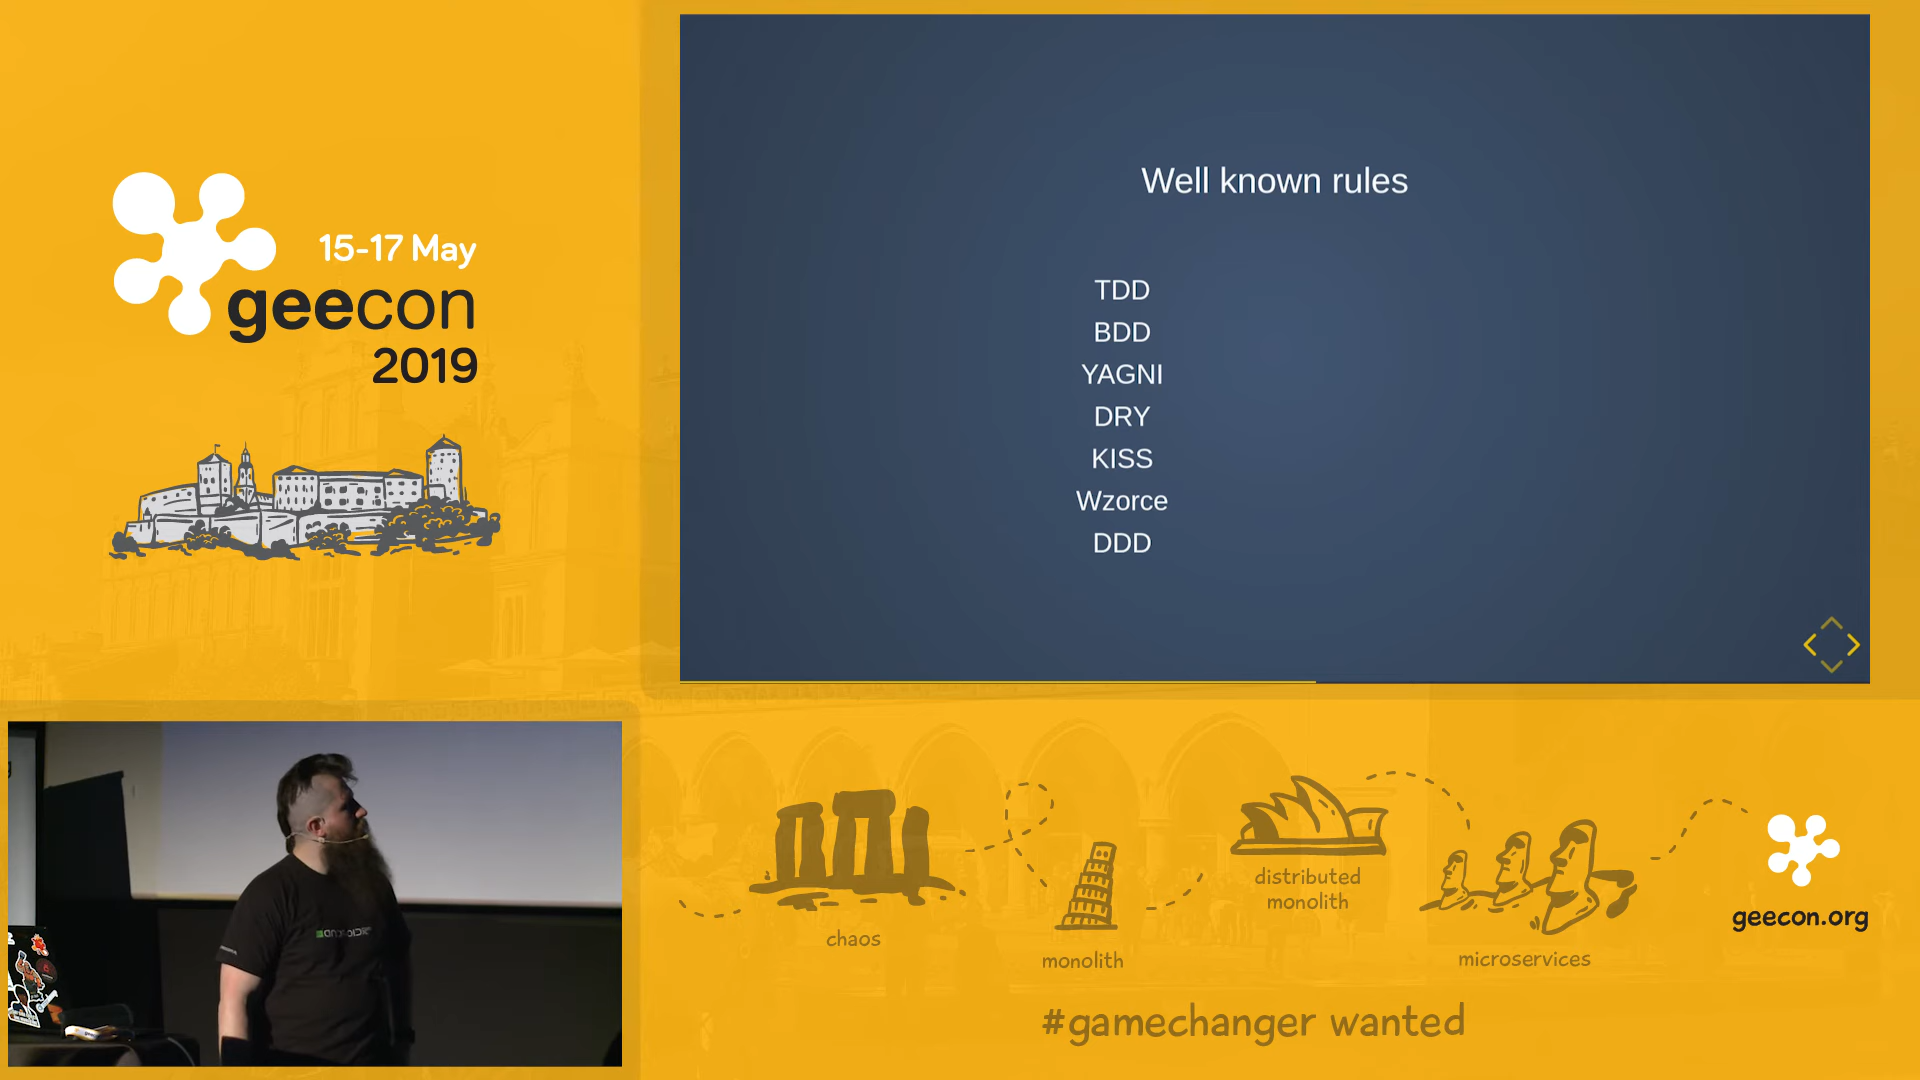 15-17 May
geecon
2019
Well known rules
TDD
BDD
YAGNI
DRY
KISS
Wzorce
DDD
chaos
monolith
distributed
monolith
microservices
geecon.org
#gamechanger wanted